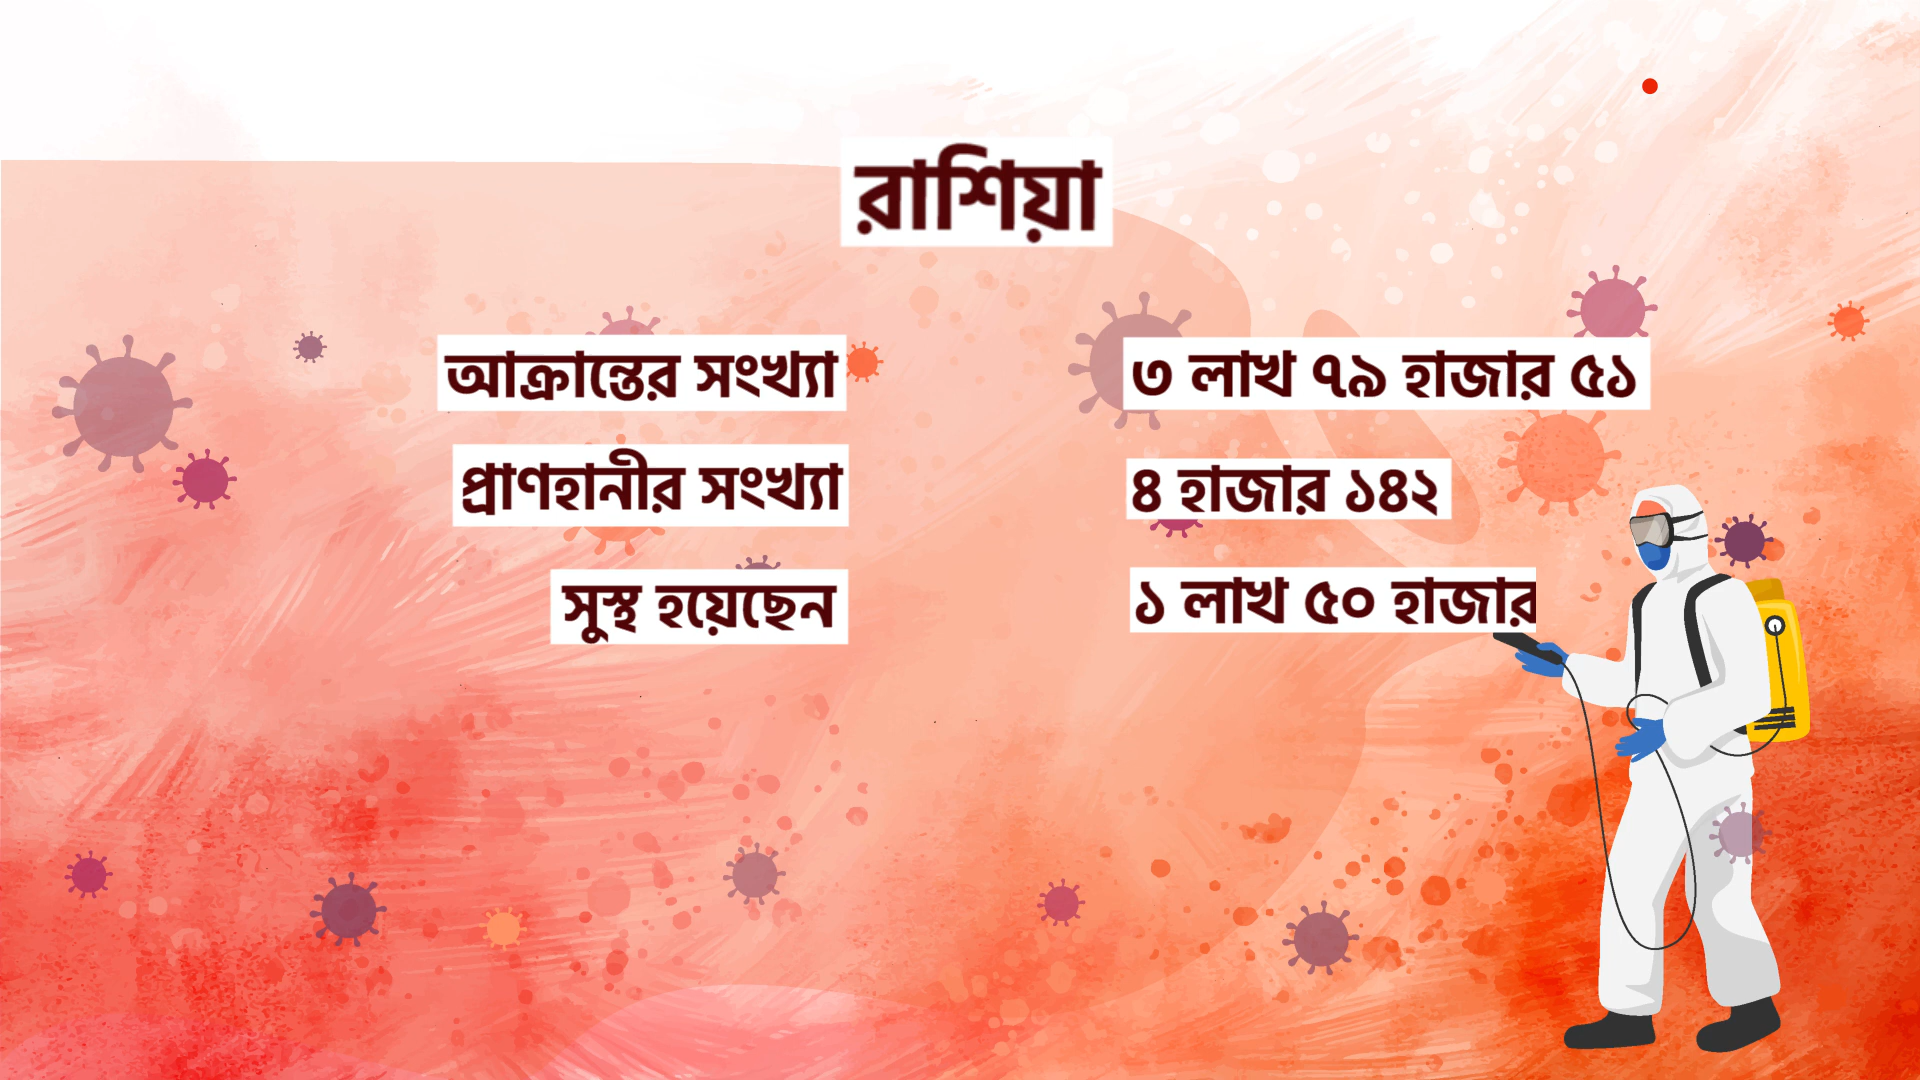 রাশিয়া
আক্রান্তের সংখ্যা ৩ লাখ ৭৯ হাজার ৫১
প্রাণহানীর সংখ্যা ৪ হাজার ১৪২
সুস্থ হয়েছেন ১ লাখ ৫০ হাজার